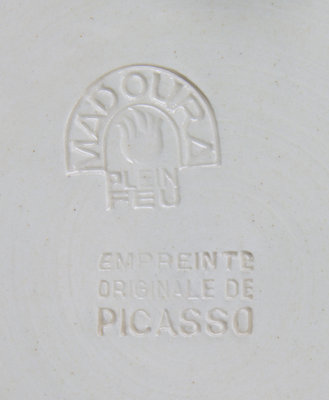 MADOURA
PLEIN
FEU
EMPREINTE
ORIGINALE DE
PICASSO